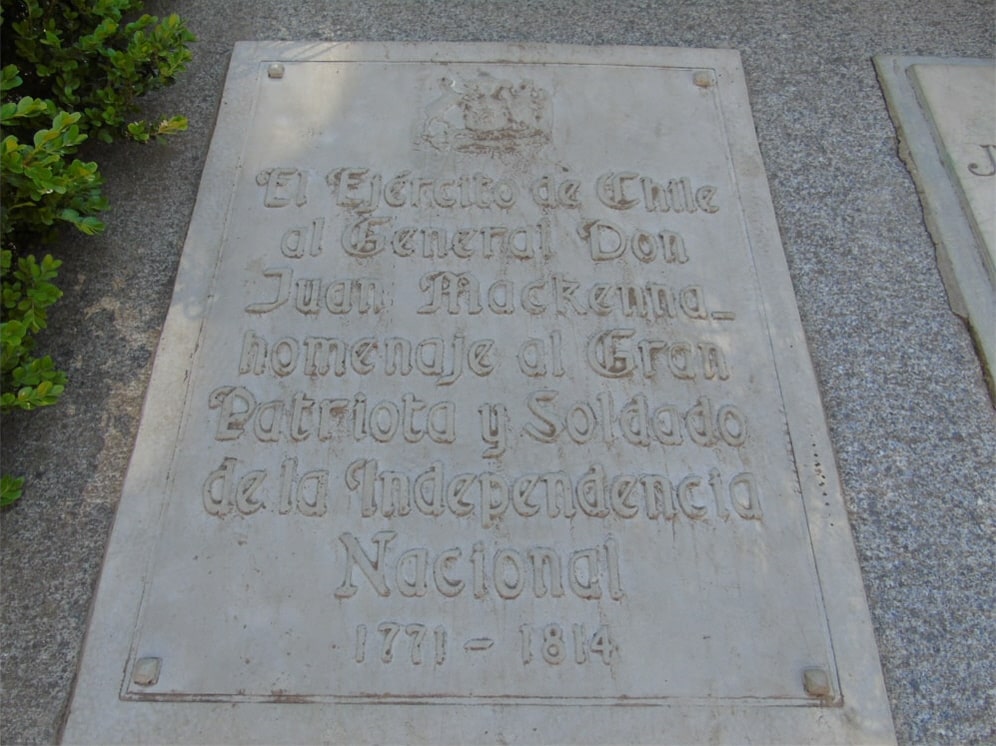 El Ejército de Chile
al General Don
Juan Mackenna_
homenaje al Gran
Patriota y Soldado
de la Independencia
Nacional
1771 - 1814
J